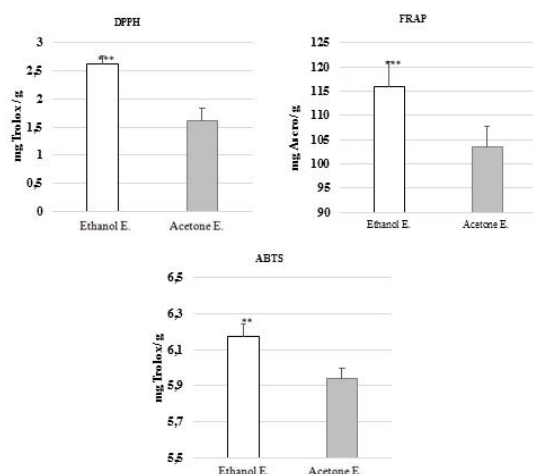 DPPH
mg Trolox / g
3
2,5
2
1,5
1
0,5
0
***
Ethanol E.
Acetone E.
FRAP
mg Ascro/g
125
120
115
110
105
100
95
90
***
Ethanol E.
Acetone E.
ABTS
mg Trolox/ g
6,5
6,3
6,1
5,9
5,7
5,5
**
Ethanol E.
Acetone E.